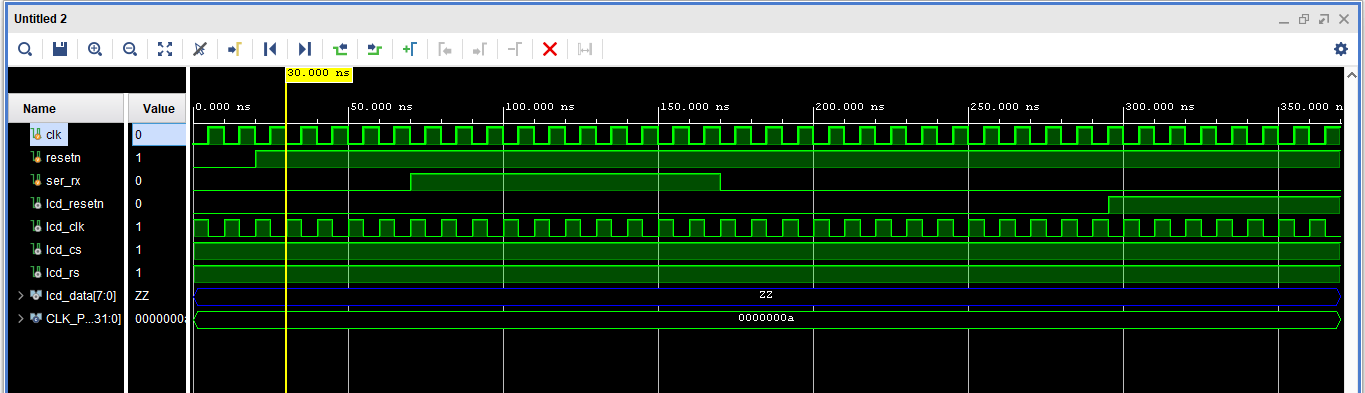 Untitled 2
30.000 ns
Name Value
0.000 ns 50.000 ns 100.000 ns 150.000 ns 200.000 ns 250.000 ns 300.000 ns 350.000 n
clk 0
resetn 1
ser_rx 0
lcd_resetn 0
lcd_clk 1
lcd_cs 1
lcd_rs 1
lcd_data[7:0] ZZ ZZ
CLK_P...31:0] 0000000a 0000000a